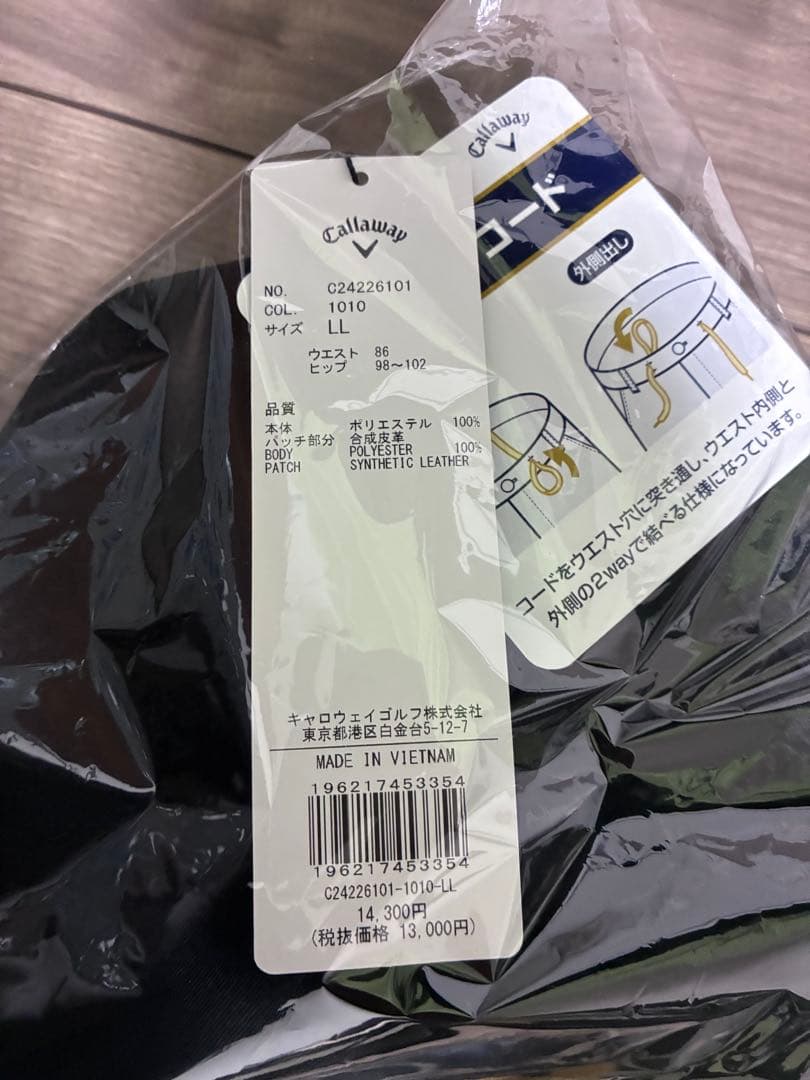 Callaway
NO. C24226101
COL. 1010
サイズ LL
ウエスト 86
ヒップ 98〜102
品質
本体 ポリエステル 100%
パッチ部分 合成皮革
BODY POLYESTER 100%
PATCH SYNTHETIC LEATHER
キャロウェイゴルフ株式会社
東京都港区白金台5-12-7
MADE IN VIETNAM
196217453354
196217453354
C24226101-1010-LL
14,300円
(税抜価格 13,000円)
Callaway
コード
外側出し
コードをウエスト穴に突き通し、ウエスト内側と
外側の2wayで結べる仕様になっています。